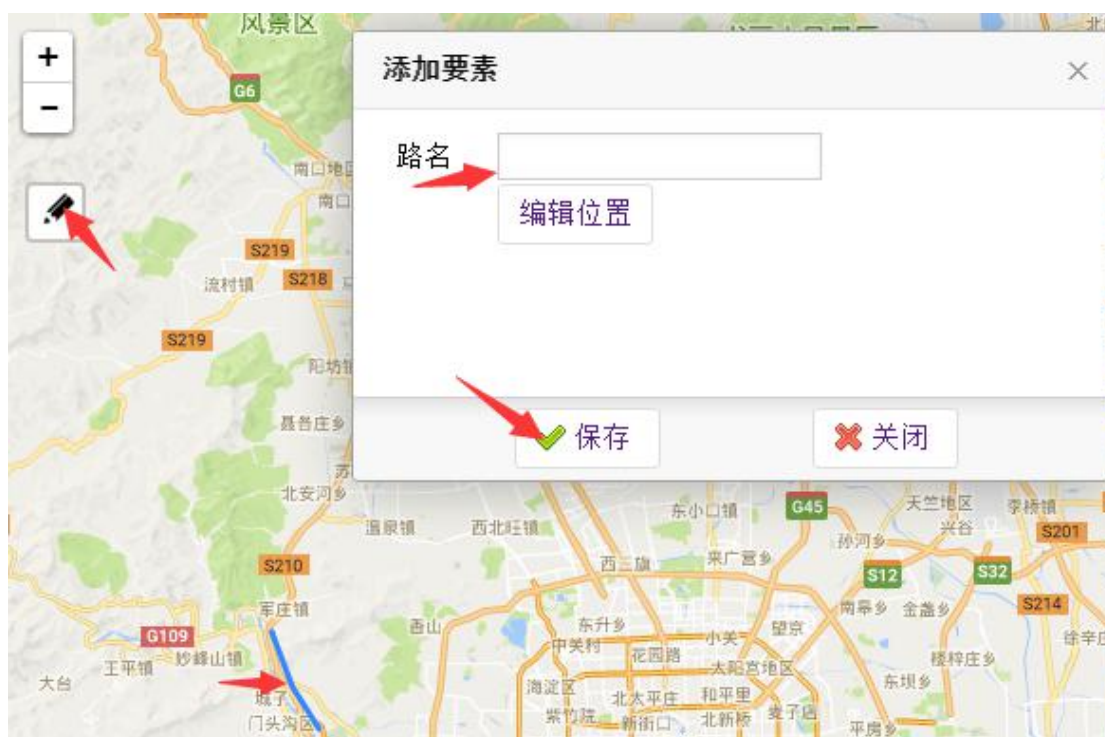 +
−
风景区
G6
添加要素
×
路名
编辑位置
南口
S219
S218
流村镇
S219
阳坊镇
聂各庄乡
保存
关闭
北安河乡
温泉镇
西北旺镇
东小口镇
G45
天竺地区
李桥镇
兴谷
S201
孙河乡
S210
西三旗
来广营乡
S12
S32
军庄镇
香山
东升乡
小关
望京
南皋乡
金盏乡
S214
G109
中关村
花园路
太阳宫地区
楼梓庄乡
王平镇
妙峰山镇
大台
城子
海淀区
北太平庄
和平里
东坝乡
门头沟区
紫竹院
新街口
北新桥
麦子店
平房乡